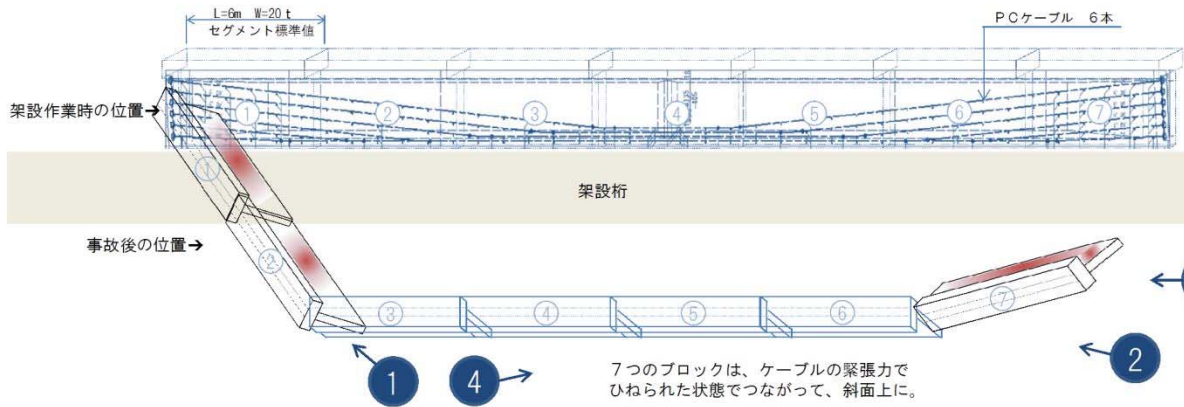 L=6m W=20t
セグメント標準値
PCケーブル 6本
架設作業時の位置→
① ② ③ ④ ⑤ ⑥ ⑦
架設桁
事故後の位置→
① ② ③ ④ ⑤ ⑥ ⑦
7つのブロックは、ケーブルの緊張力で
ひねられた状態でつながって、斜面上に。
1 4 2